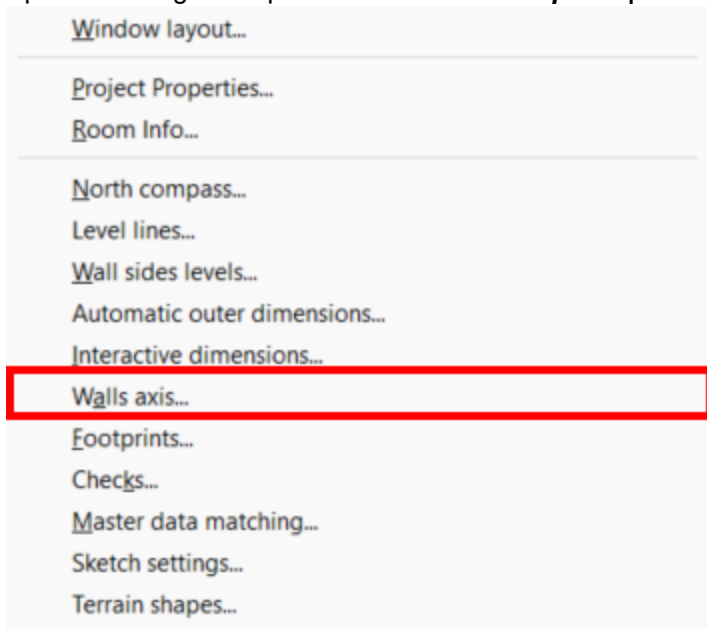 Window layout...
Project Properties...
Room Info...
North compass...
Level lines...
Wall sides levels...
Automatic outer dimensions...
Interactive dimensions...
Walls axis...
Footprints...
Checks...
Master data matching...
Sketch settings...
Terrain shapes...